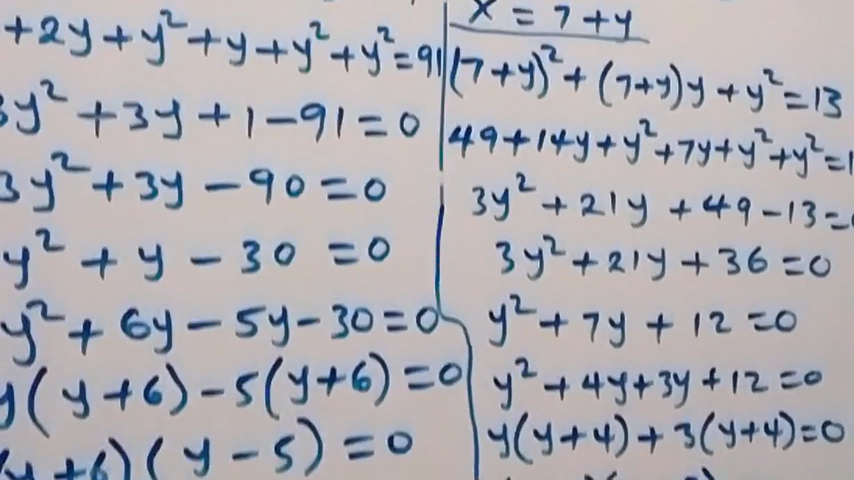 +2y+y²+y+y²+y²=91
3y²+3y+1-91=0
3y²+3y-90=0
y²+y-30=0
y²+6y-5y-30=0
y(y+6)-5(y+6)=0
(y+6)(y-5)=0
x=7+y
(7+y)²+(7+y)y+y²=13
49+14y+y²+7y+y²+y²=1
3y²+21y+49-13=0
3y²+21y+36=0
y²+7y+12=0
y²+4y+3y+12=0
y(y+4)+3(y+4)=0